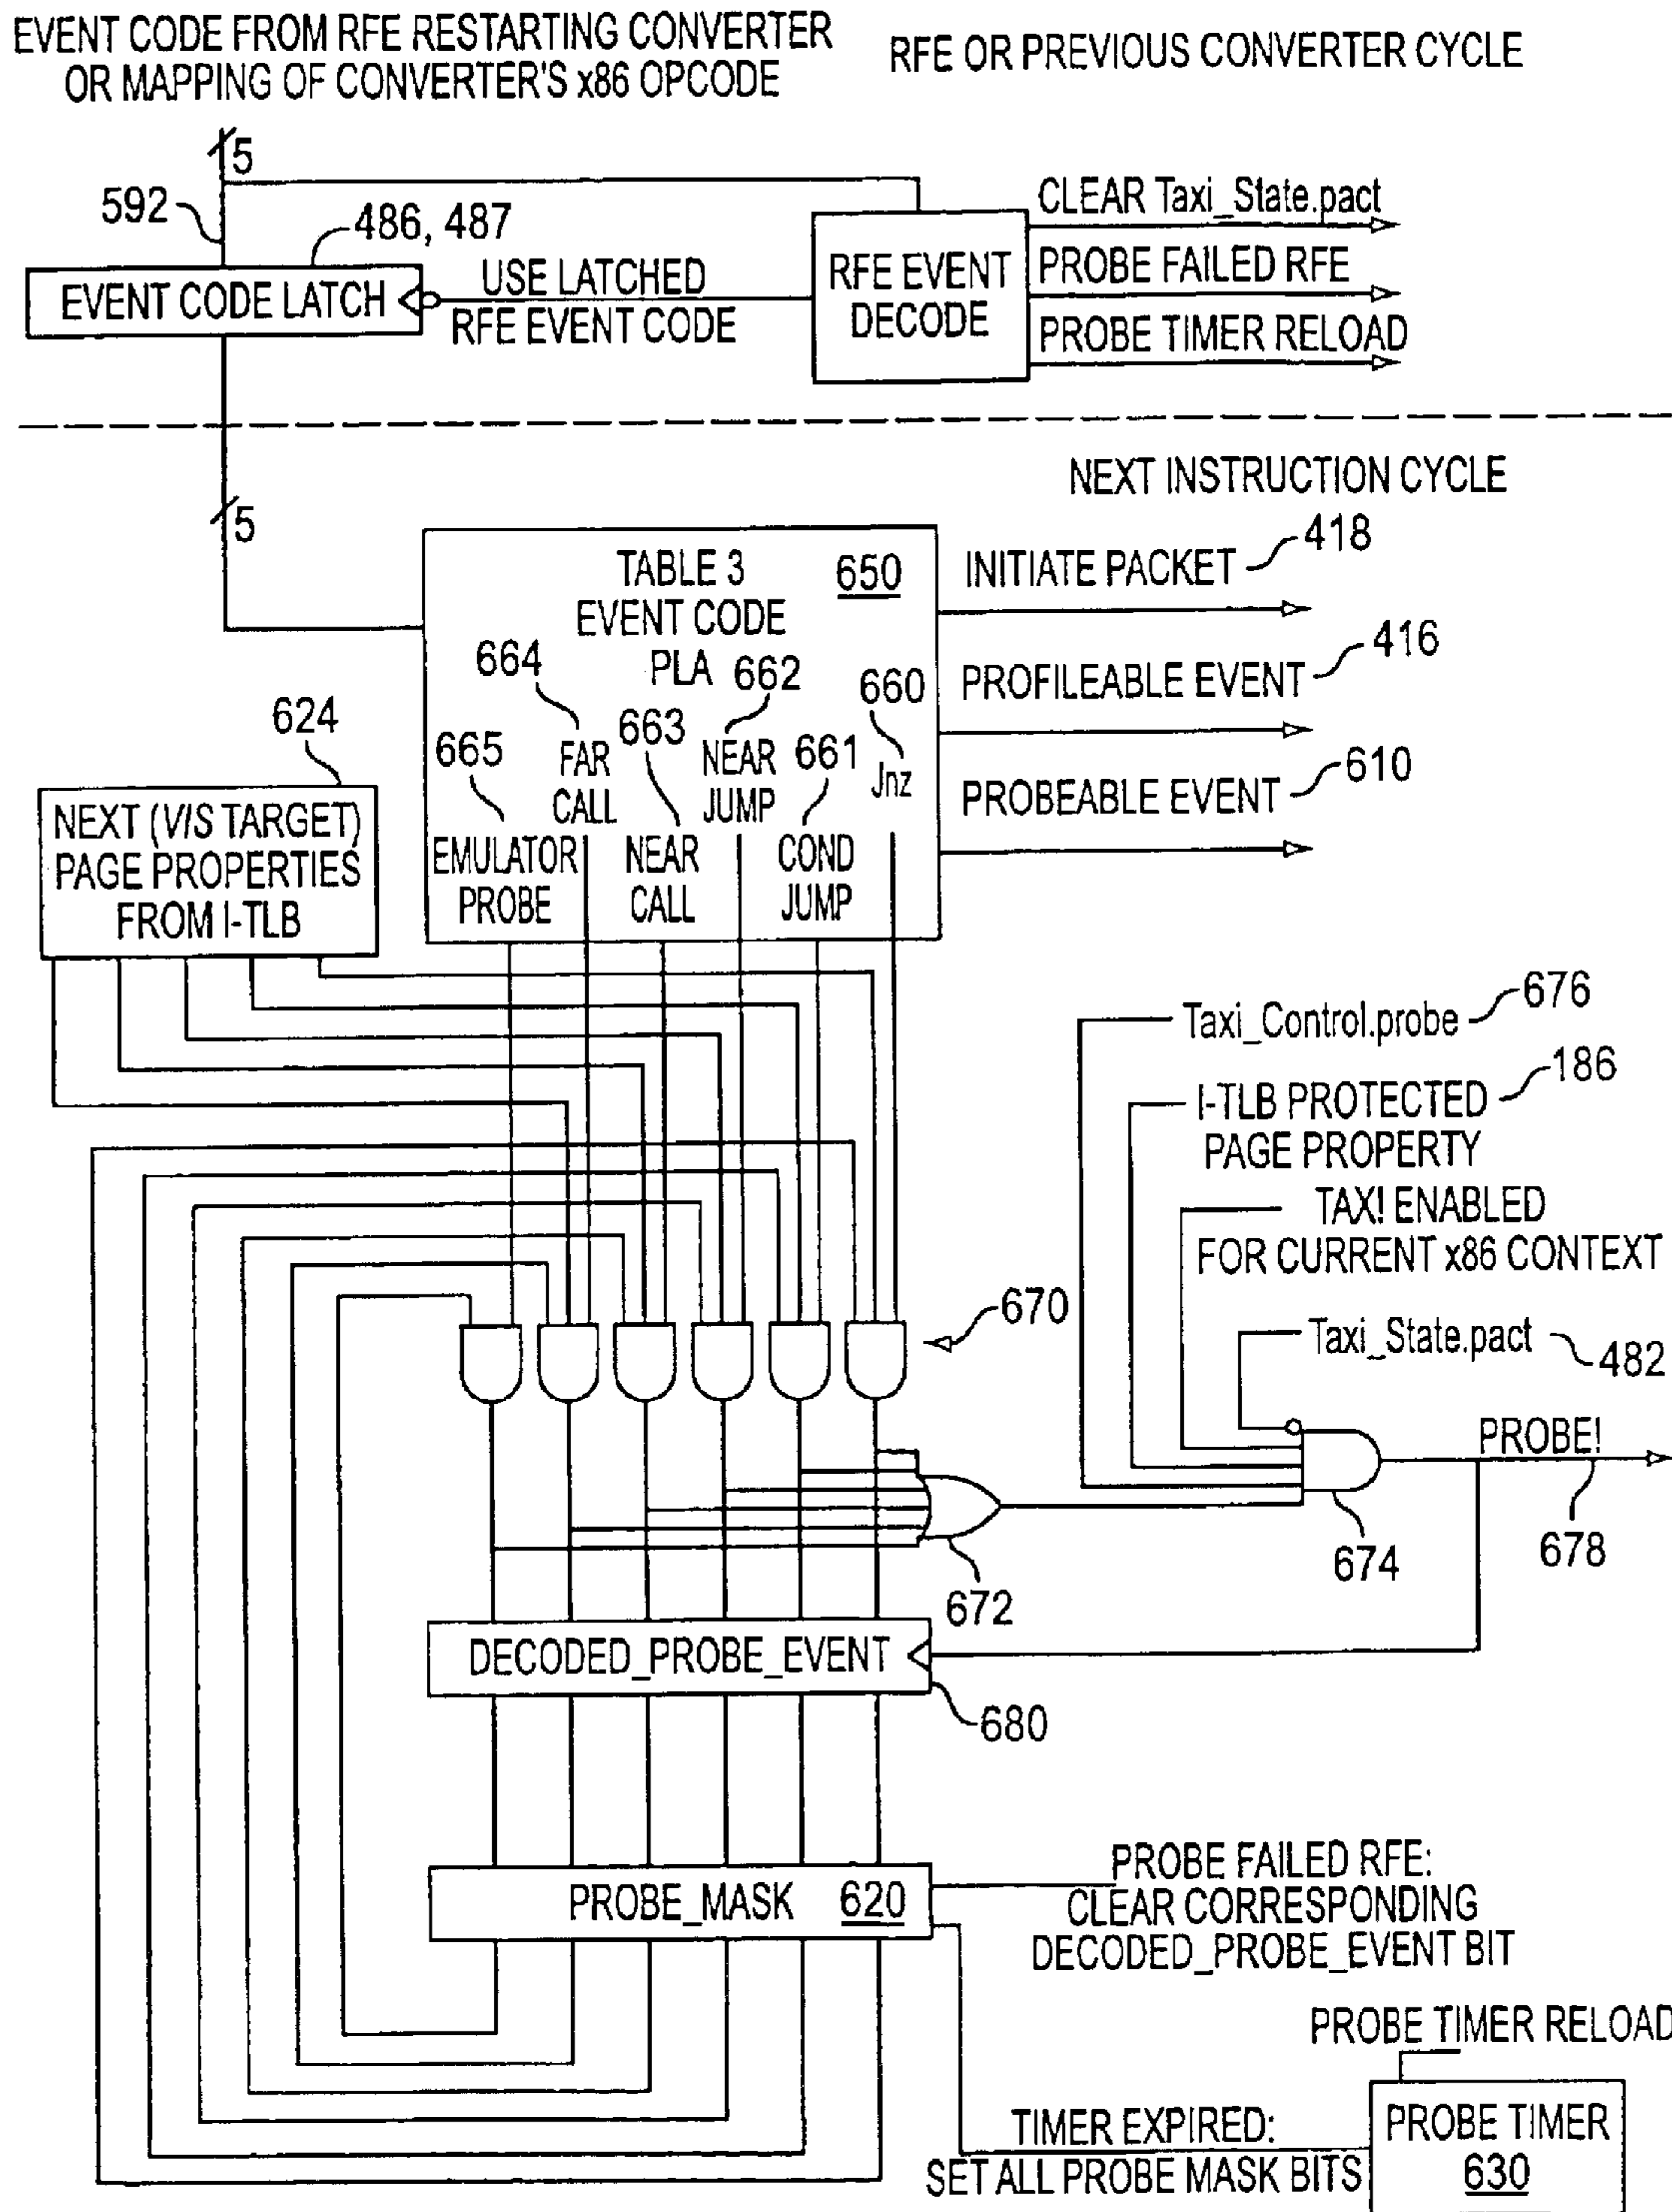 EVENT CODE FROM RFE RESTARTING CONVERTER
OR MAPPING OF CONVERTER'S x86 OPCODE
RFE OR PREVIOUS CONVERTER CYCLE
5
592
486, 487
EVENT CODE LATCH
USE LATCHED
RFE EVENT CODE
RFE EVENT
DECODE
CLEAR Taxi_State.pact
PROBE FAILED RFE
PROBE TIMER RELOAD
NEXT INSTRUCTION CYCLE
5
TABLE 3
650
EVENT CODE
PLA
INITIATE PACKET
418
PROFILEABLE EVENT
416
PROBEABLE EVENT
610
664
662
660
665
FAR
CALL
663
NEAR
JUMP
661
Jnz
EMULATOR
PROBE
NEAR
CALL
COND
JUMP
624
NEXT (V/S TARGET)
PAGE PROPERTIES
FROM I-TLB
Taxi_Control.probe
676
I-TLB PROTECTED
PAGE PROPERTY
186
TAX! ENABLED
FOR CURRENT x86 CONTEXT
Taxi_State.pact
482
670
PROBE!
672
674
678
DECODED_PROBE_EVENT
680
PROBE_MASK
620
PROBE FAILED RFE:
CLEAR CORRESPONDING
DECODED_PROBE_EVENT BIT
PROBE TIMER RELOAD
TIMER EXPIRED:
SET ALL PROBE MASK BITS
PROBE TIMER
630